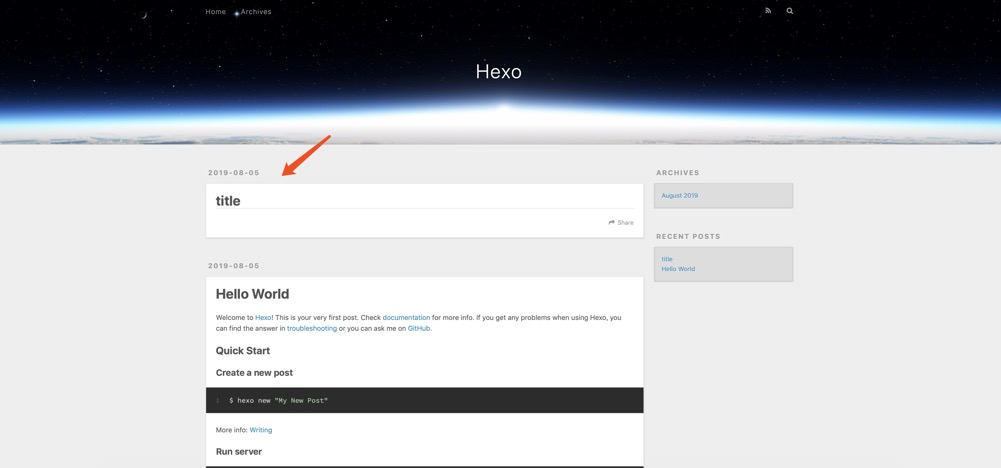 Home Archives
Hexo
2019-08-05
title
Share
2019-08-05
Hello World
Welcome to Hexo! This is your very first post. Check documentation for more info. If you get any problems when using Hexo, you
can find the answer in troubleshooting or you can ask me on GitHub.
Quick Start
Create a new post
1 $ hexo new "My New Post"
More info: Writing
Run server
ARCHIVES
August 2019
RECENT POSTS
title
Hello World